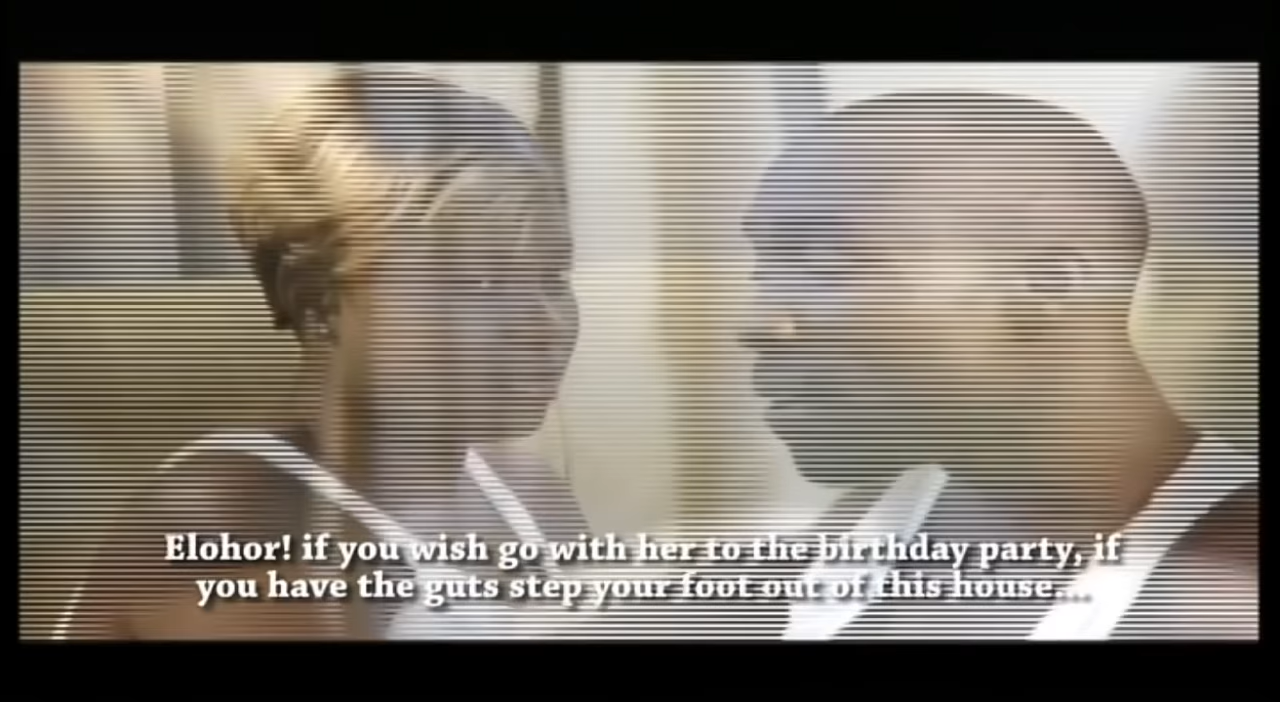 Elohor! if you wish go with her to the birthday party, if
you have the guts step your foot out of this house...